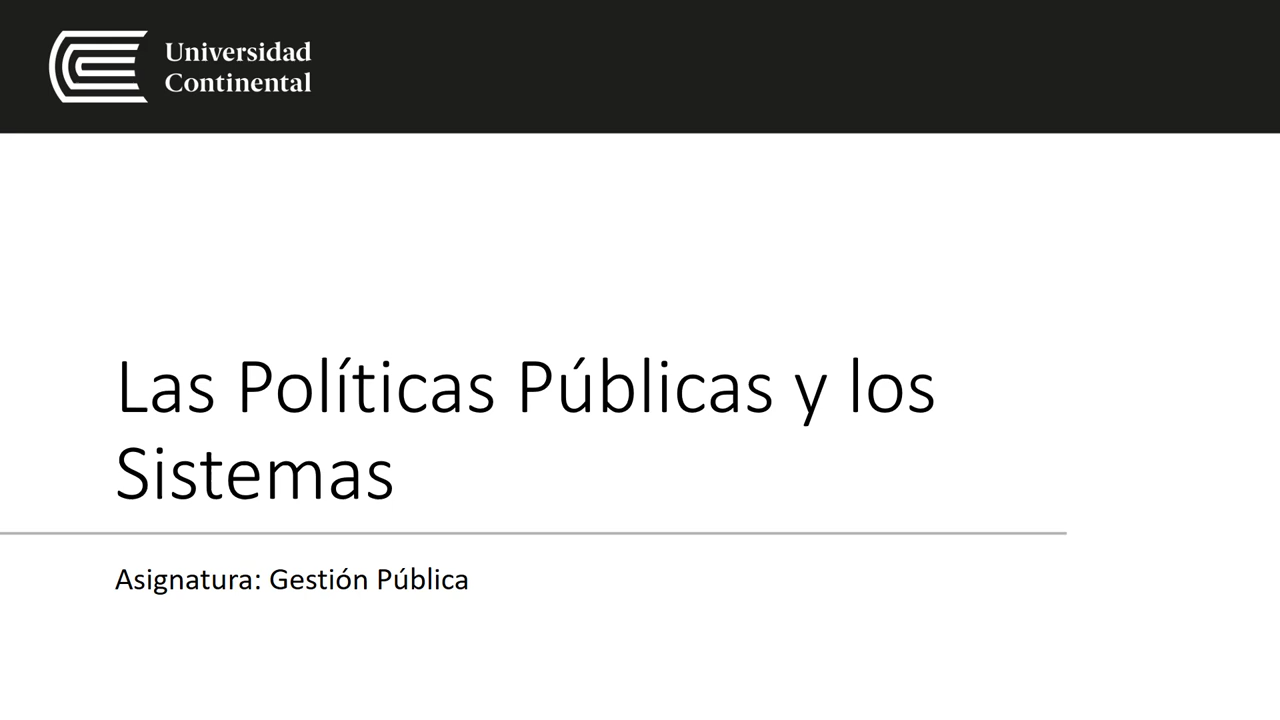 Universidad
Continental
Las Políticas Públicas y los
Sistemas
Asignatura: Gestión Pública